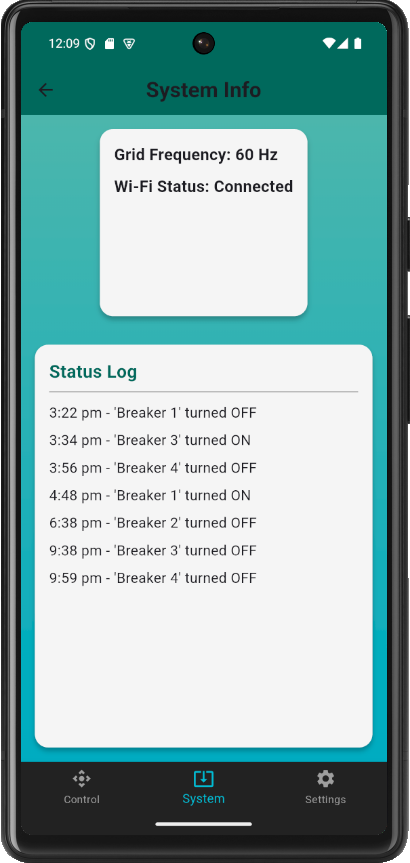 12:09
System Info
Grid Frequency: 60 Hz
Wi-Fi Status: Connected
Status Log
3:22 pm - 'Breaker 1' turned OFF
3:34 pm - 'Breaker 3' turned ON
3:56 pm - 'Breaker 4' turned OFF
4:48 pm - 'Breaker 1' turned ON
6:38 pm - 'Breaker 2' turned OFF
9:38 pm - 'Breaker 3' turned OFF
9:59 pm - 'Breaker 4' turned OFF
Control
System
Settings